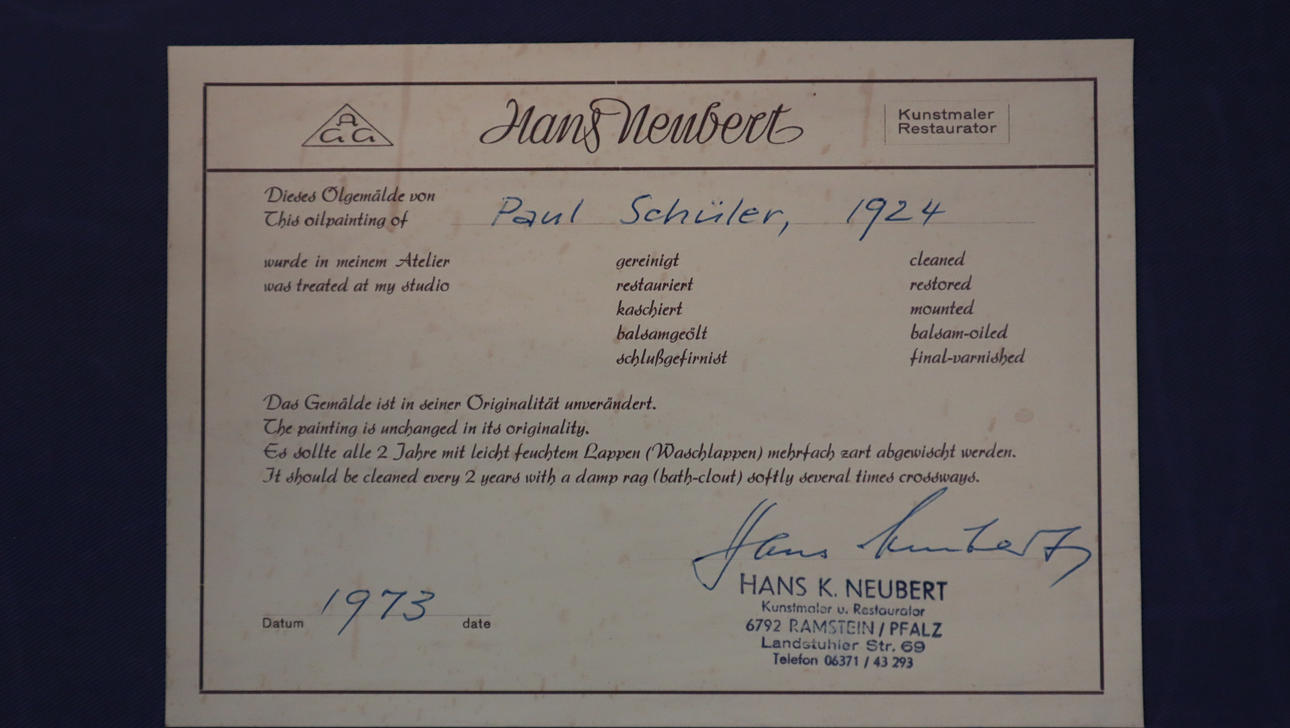 A
G G
Hans Neubert
Kunstmaler
Restaurator
Dieses Ölgemälde von
This oilpainting of
Paul Schüler, 1924
wurde in meinem Atelier
was treated at my studio
gereinigt cleaned
restauriert restored
kaschiert mounted
balsamgeölt balsam-oiled
schlußgefirnist final-varnished
Das Gemälde ist in seiner Originalität unverändert.
The painting is unchanged in its originality.
Es sollte alle 2 Jahre mit leicht feuchtem Lappen (Waschlappen) mehrfach zart abgewischt werden.
It should be cleaned every 2 years with a damp rag (bath-clout) softly several times crossways.
Hans Neubert
HANS K. NEUBERT
Kunstmaler u. Restaurator
6792 RAMSTEIN / PFALZ
Landstuhler Str. 69
Telefon 06371 / 43 293
Datum 1973 date